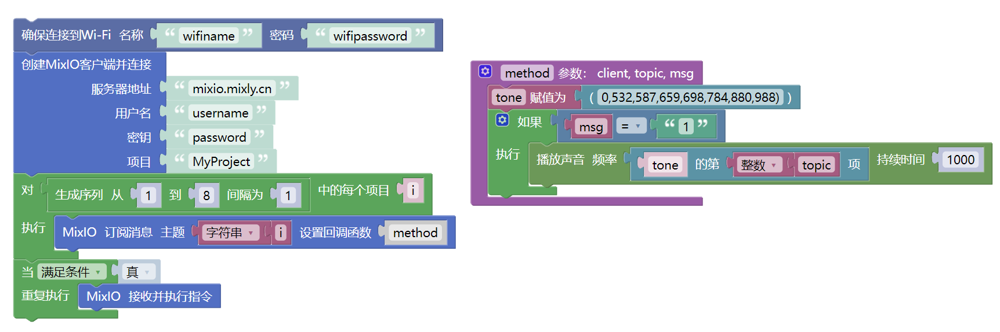 确保连接到Wi-Fi 名称 “ wifiname ” 密码 “ wifipassword ”
创建MixIO客户端并连接
服务器地址 “ mixio.mixly.cn ”
用户名 “ username ”
密钥 “ password ”
项目 “ MyProject ”
对 生成序列 从 1 到 8 间隔为 1 中的每个项目 i
执行 MixIO 订阅消息 主题 字符串 i 设置回调函数 method
当 满足条件 真
重复执行 MixIO 接收并执行指令
method 参数： client, topic, msg
tone 赋值为 ( 0,532,587,659,698,784,880,988) )
如果 msg = “ 1 ”
执行 播放声音 频率 tone 的第 整数 topic 项 持续时间 1000